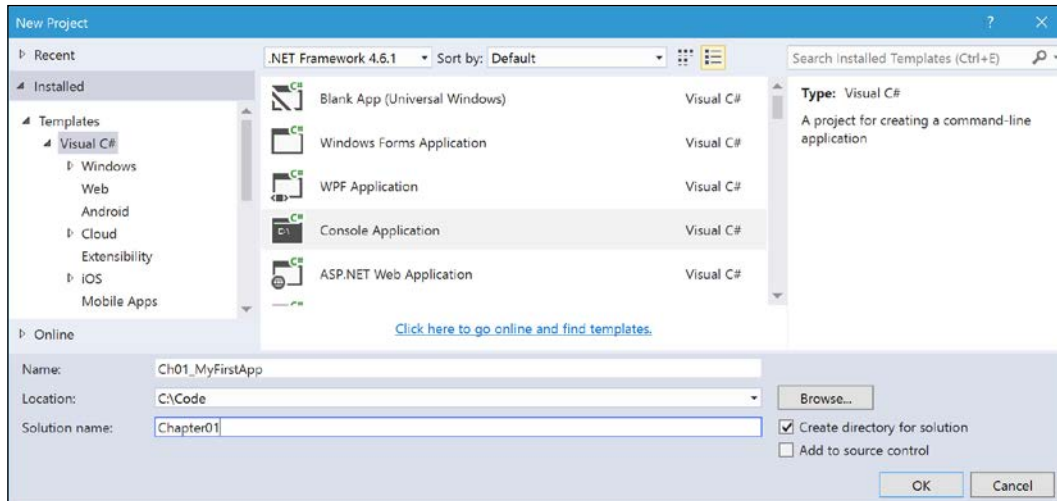 New Project
Recent
.NET Framework 4.6.1 Sort by: Default
Search Installed Templates (Ctrl+E)
Installed
Templates
Visual C#
Windows
Web
Android
Cloud
Extensibility
iOS
Mobile Apps
Online
Blank App (Universal Windows) Visual C#
Windows Forms Application Visual C#
WPF Application Visual C#
Console Application Visual C#
ASP.NET Web Application Visual C#
Click here to go online and find templates.
Type: Visual C#
A project for creating a command-line
application
Name: Ch01_MyFirstApp
Location: C:\Code
Browse...
Solution name: Chapter01
Create directory for solution
Add to source control
OK Cancel